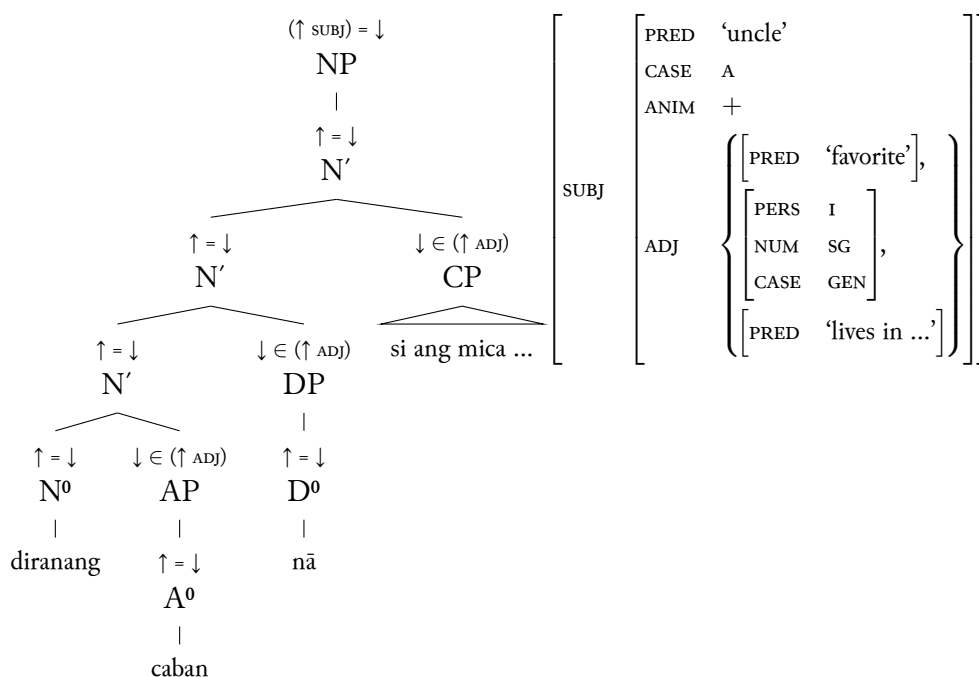 (↑ SUBJ) = ↓
NP
↑ = ↓
N′
↑ = ↓ ↓ ∈ (↑ ADJ)
N′ CP
↑ = ↓ ↓ ∈ (↑ ADJ) si ang mica ...
N′ DP
↑ = ↓ ↓ ∈ (↑ ADJ) ↑ = ↓
N⁰ AP D⁰
diranang ↑ = ↓ nā
A⁰
caban
SUBJ
PRED ‘uncle’
CASE A
ANIM +
ADJ
PRED ‘favorite’ ,
PERS I
NUM SG ,
CASE GEN
PRED ‘lives in ...’